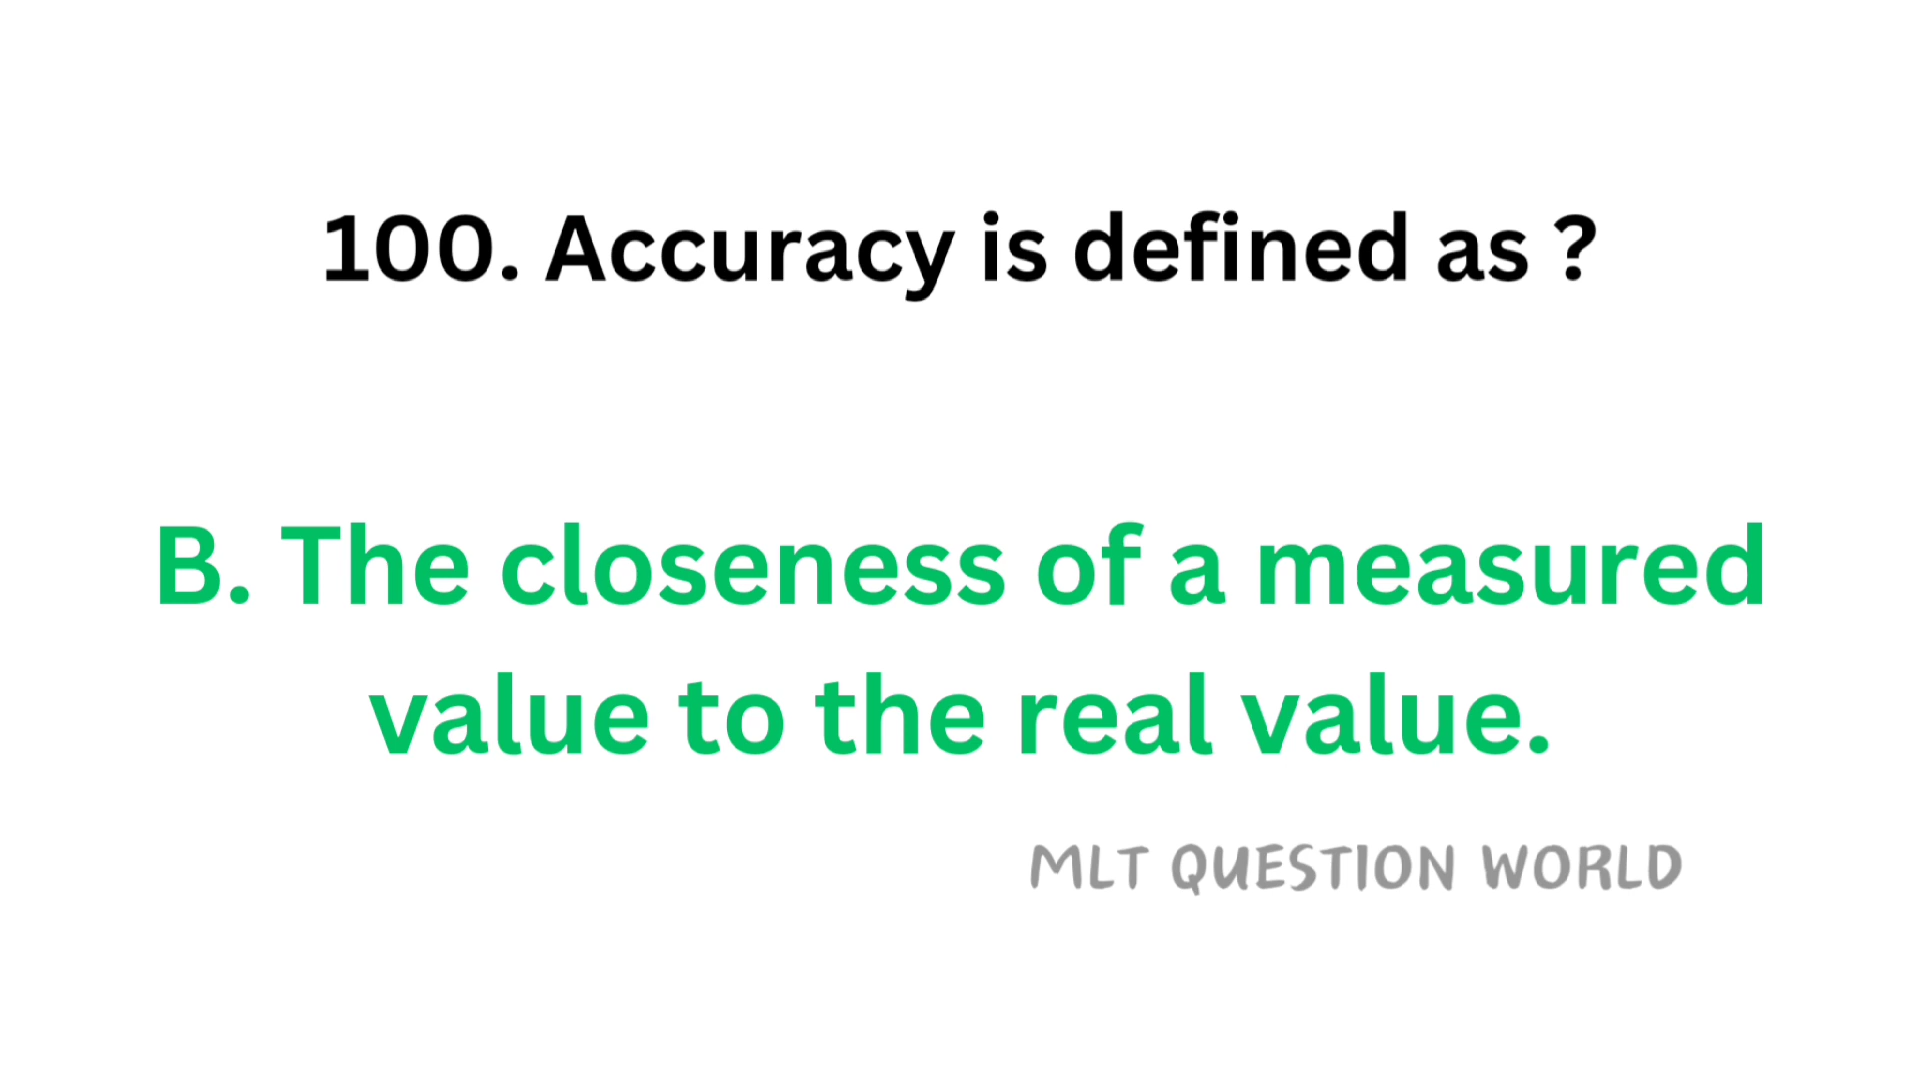 100. Accuracy is defined as ?
B. The closeness of a measured
value to the real value.
MLT QUESTION WORLD